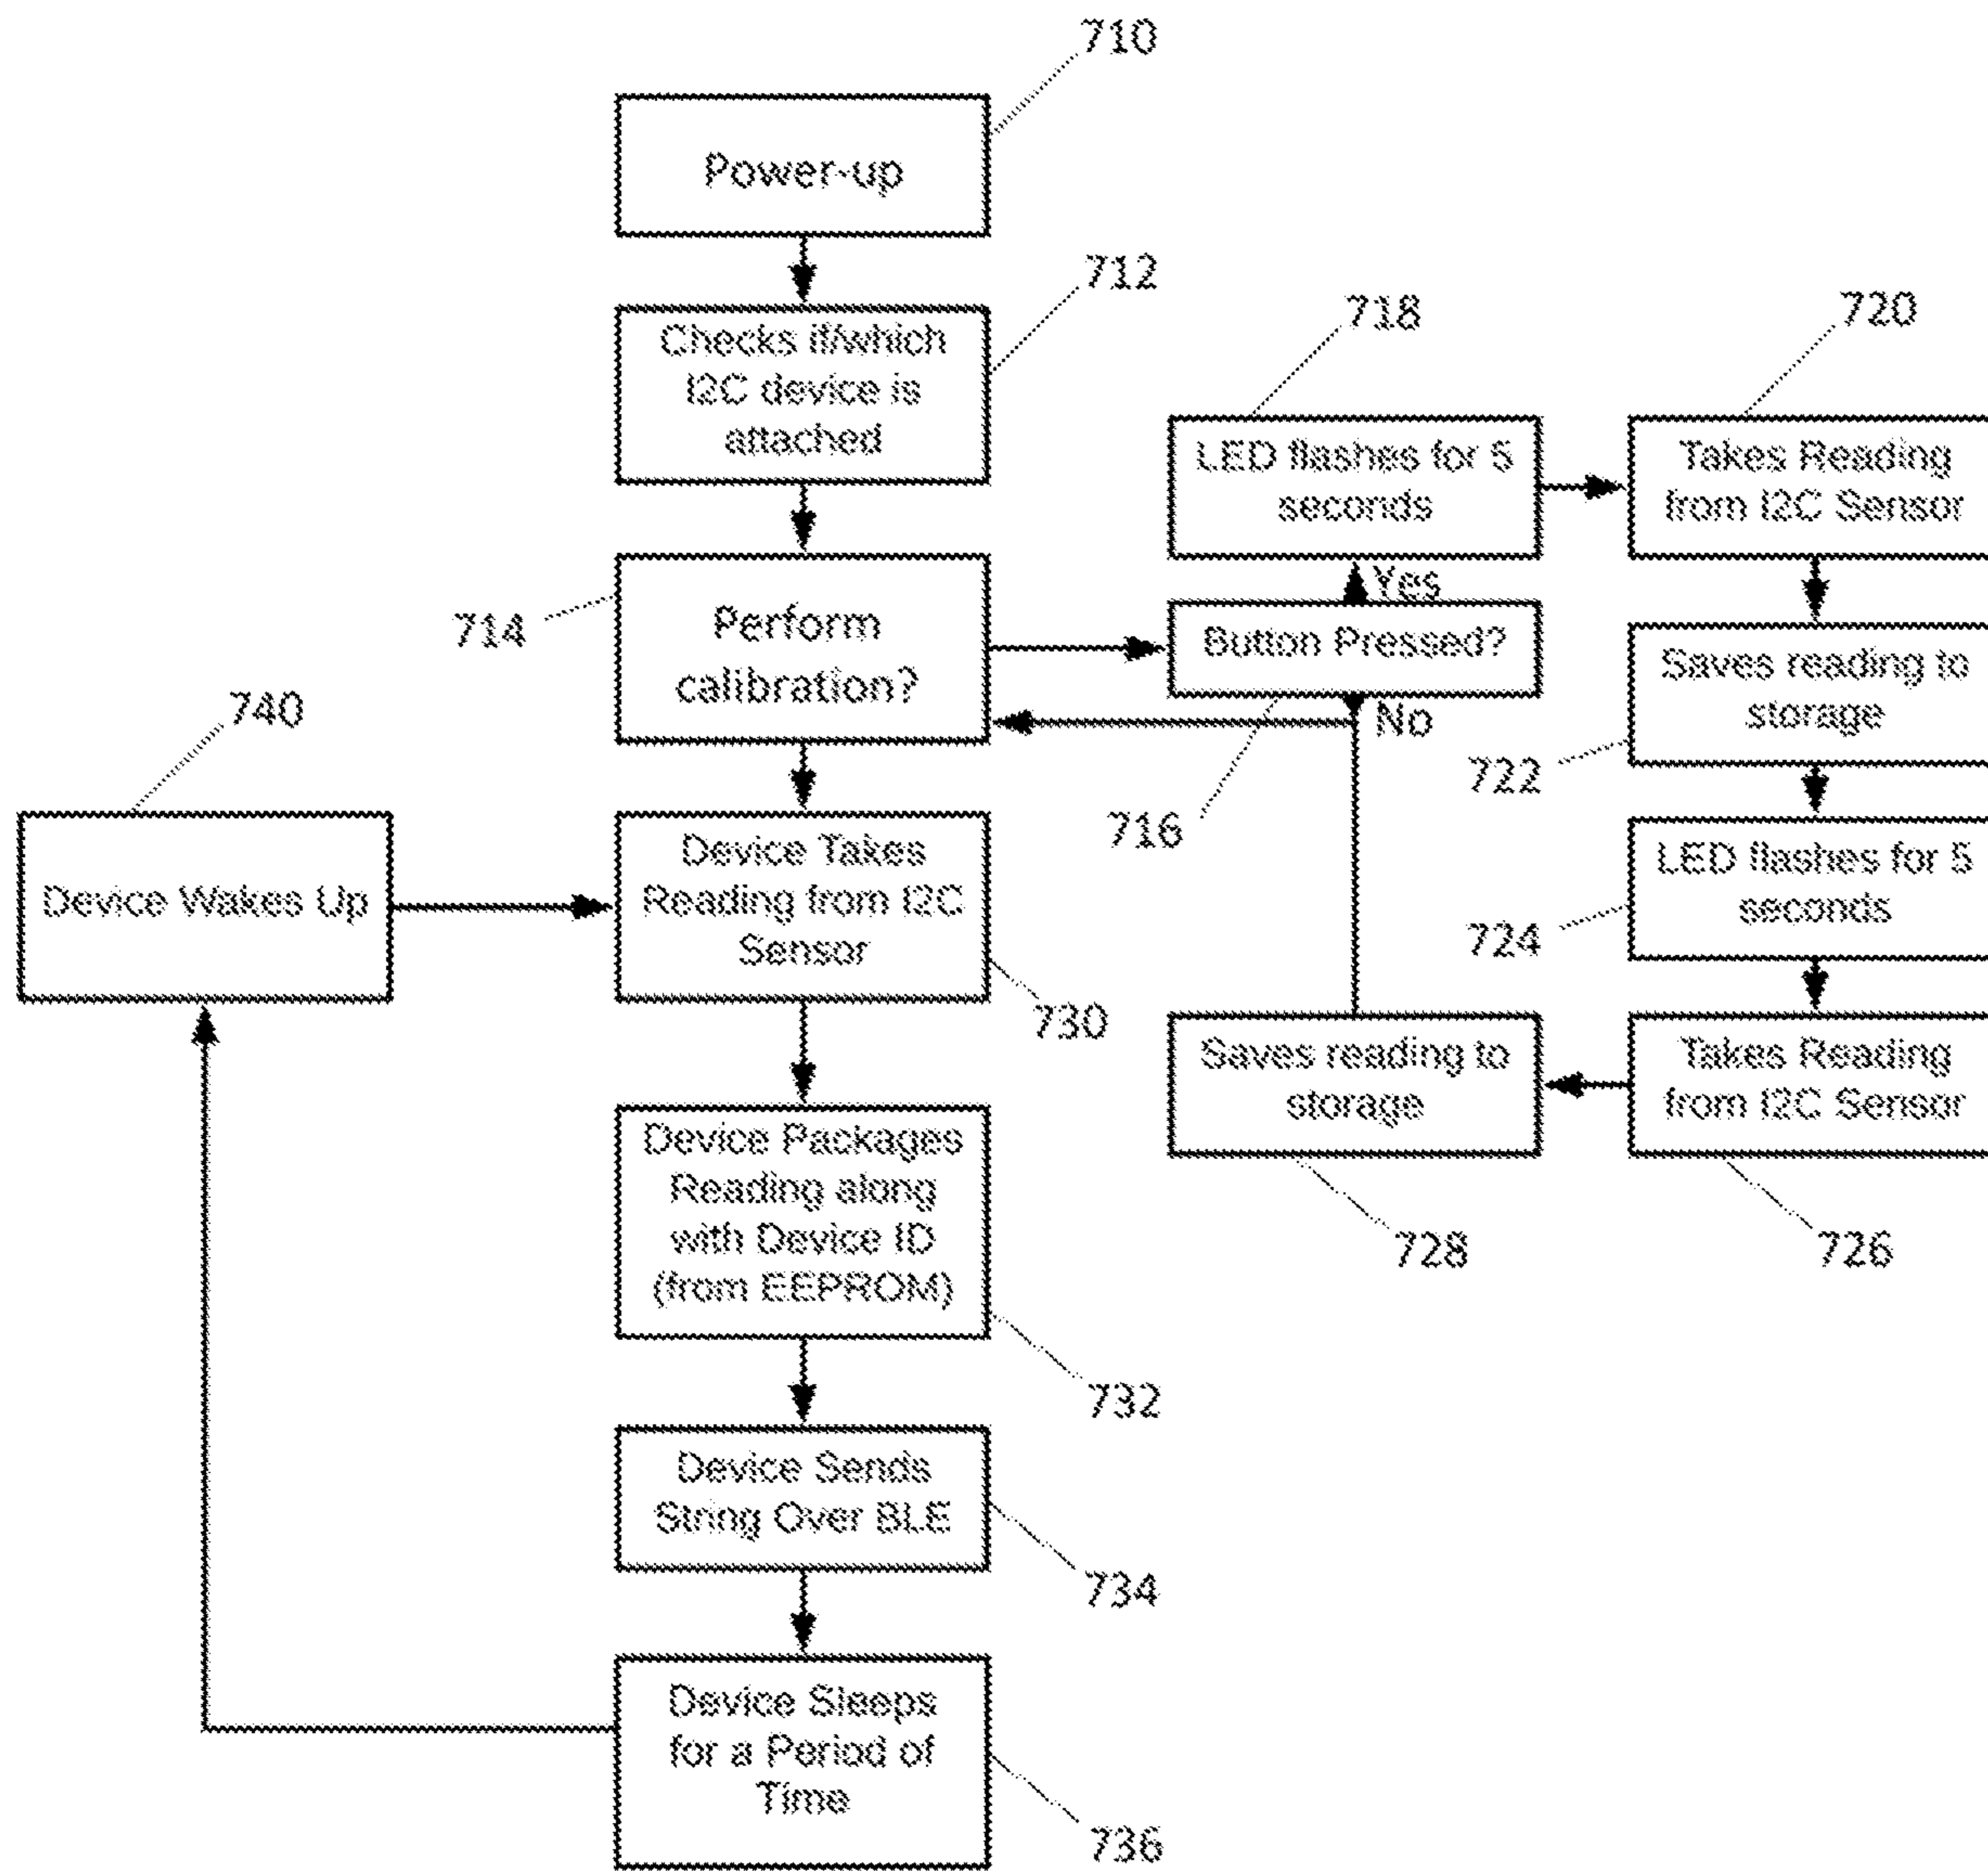 710
Power-up
712
Checks if/which
I2C device is
attached
718
720
LED flashes for 5
seconds
Takes Reading
from I2C Sensor
Yes
714
Perform
calibration?
Button Pressed?
No
716
Saves reading to
storage
722
740
Device Wakes Up
Device Takes
Reading from I2C
Sensor
730
LED flashes for 5
seconds
724
Saves reading to
storage
728
Takes Reading
from I2C Sensor
726
Device Packages
Reading along
with Device ID
(from EEPROM)
732
Device Sends
String Over BLE
734
Device Sleeps
for a Period of
Time
736